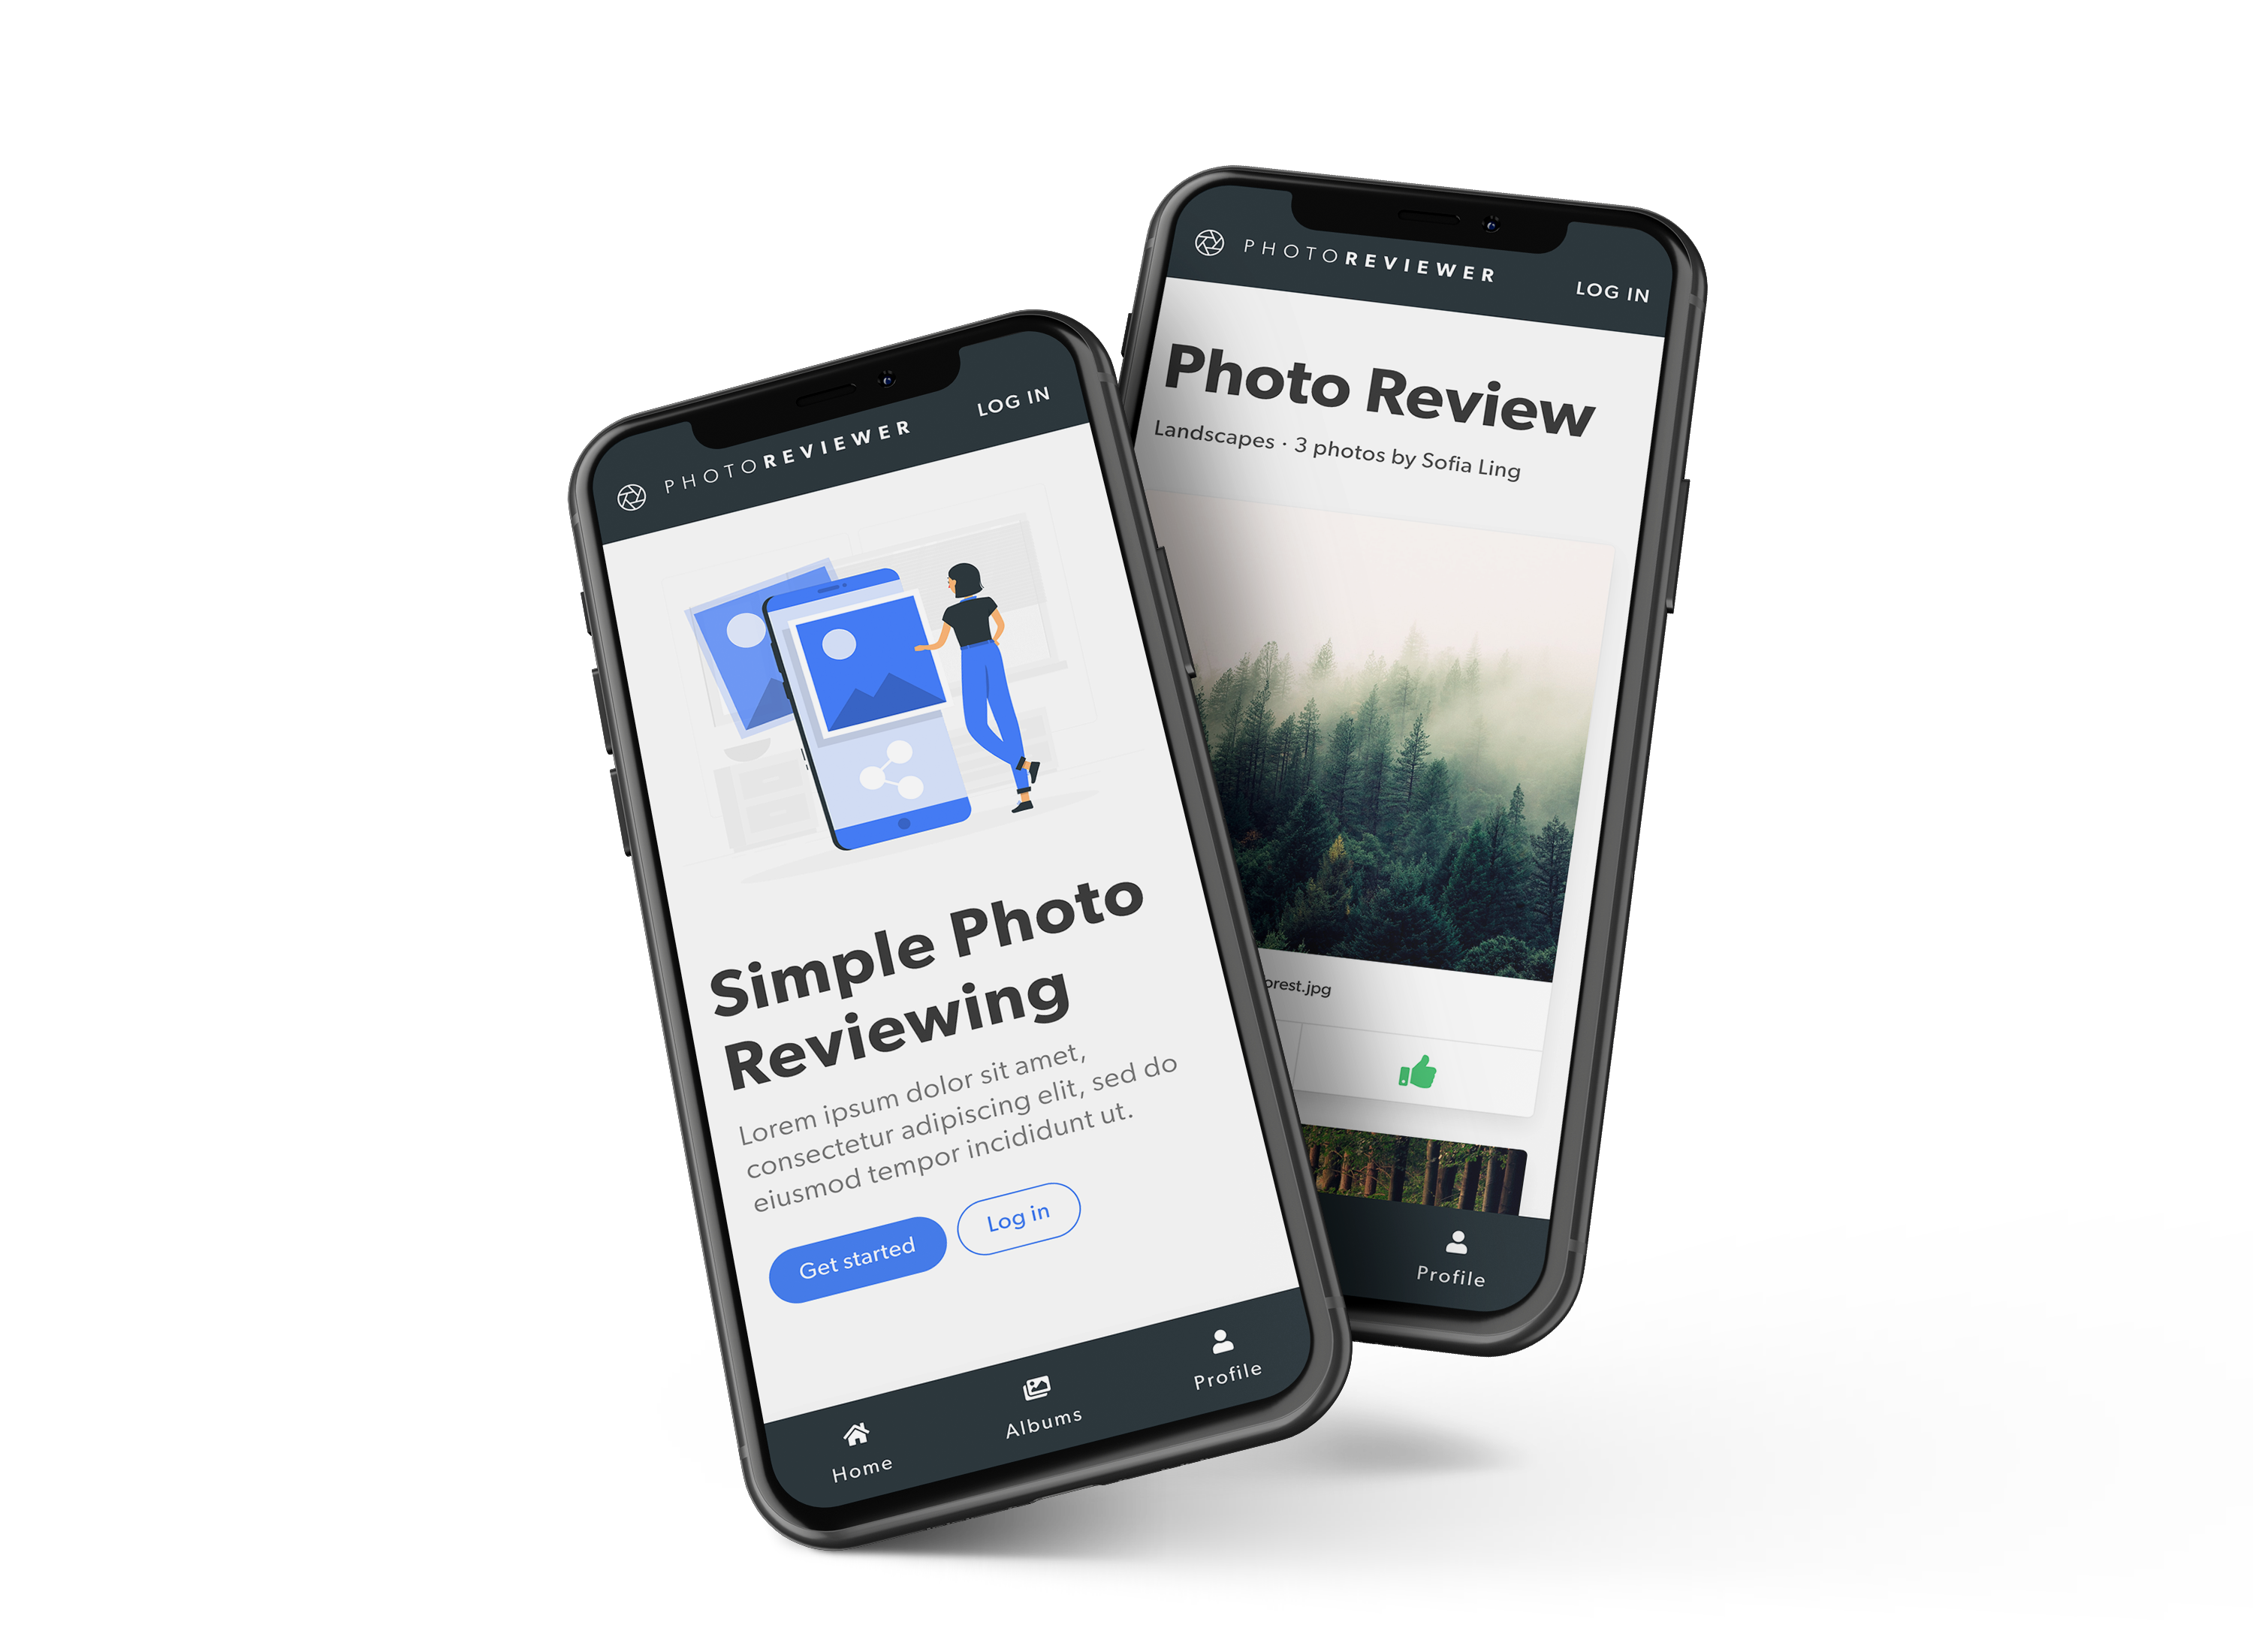 PHOTOREVIEWER
LOG IN
Simple Photo
Reviewing
Lorem ipsum dolor sit amet,
consectetur adipiscing elit, sed do
eiusmod tempor incididunt ut.
Get started
Log in
Home
Albums
Profile
PHOTOREVIEWER
LOG IN
Photo Review
Landscapes · 3 photos by Sofia Ling
orest.jpg
Profile